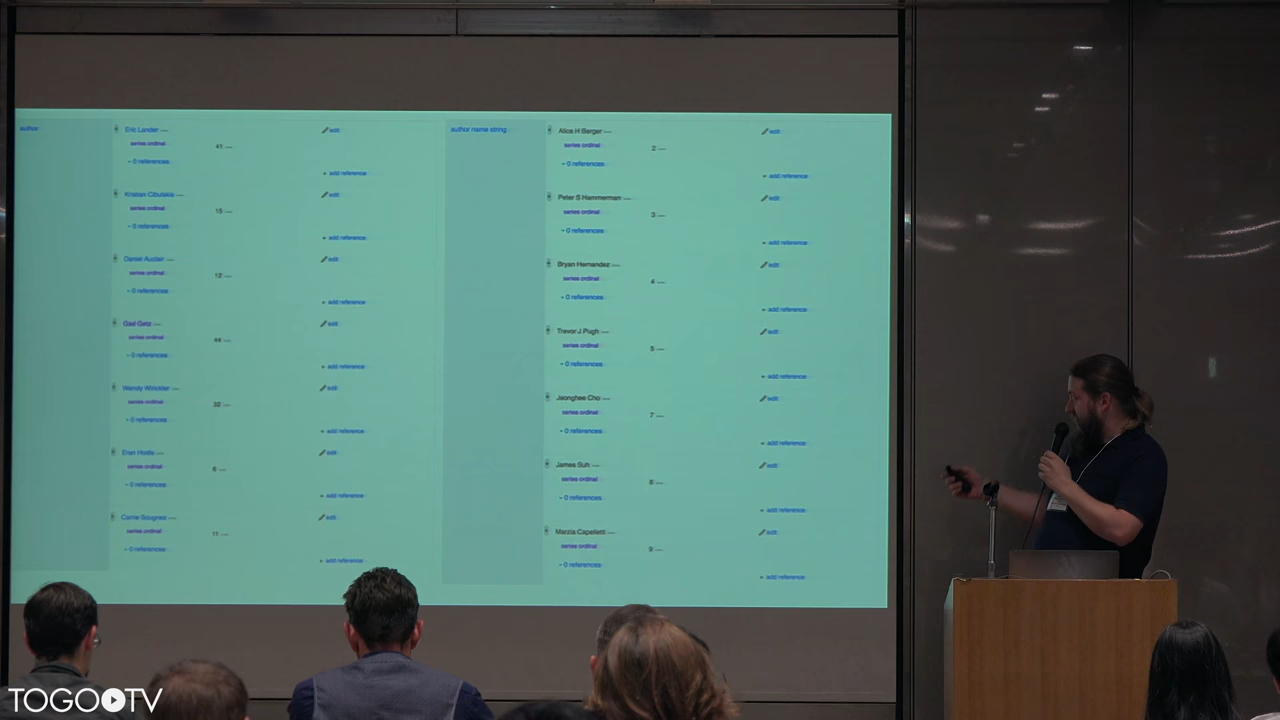 author
Eric Lander
edit
series ordinal
41
0 references
+ add reference
Kristian Cibulskis
edit
series ordinal
15
0 references
+ add reference
Daniel Auclair
edit
series ordinal
12
0 references
+ add reference
Gad Getz
edit
series ordinal
44
0 references
+ add reference
Wendy Winckler
edit
series ordinal
32
0 references
+ add reference
Eran Hodis
edit
series ordinal
6
0 references
+ add reference
Carrie Sougnez
edit
series ordinal
11
0 references
+ add reference
author name string
Alice H Berger
edit
series ordinal
2
0 references
+ add reference
Peter S Hammerman
edit
series ordinal
3
0 references
+ add reference
Bryan Hernandez
edit
series ordinal
4
0 references
+ add reference
Trevor J Pugh
edit
series ordinal
5
0 references
+ add reference
Jeonghee Cho
edit
series ordinal
7
0 references
+ add reference
James Suh
edit
series ordinal
8
0 references
+ add reference
Marzia Capelletti
edit
series ordinal
9
0 references
+ add reference
TOGOTV